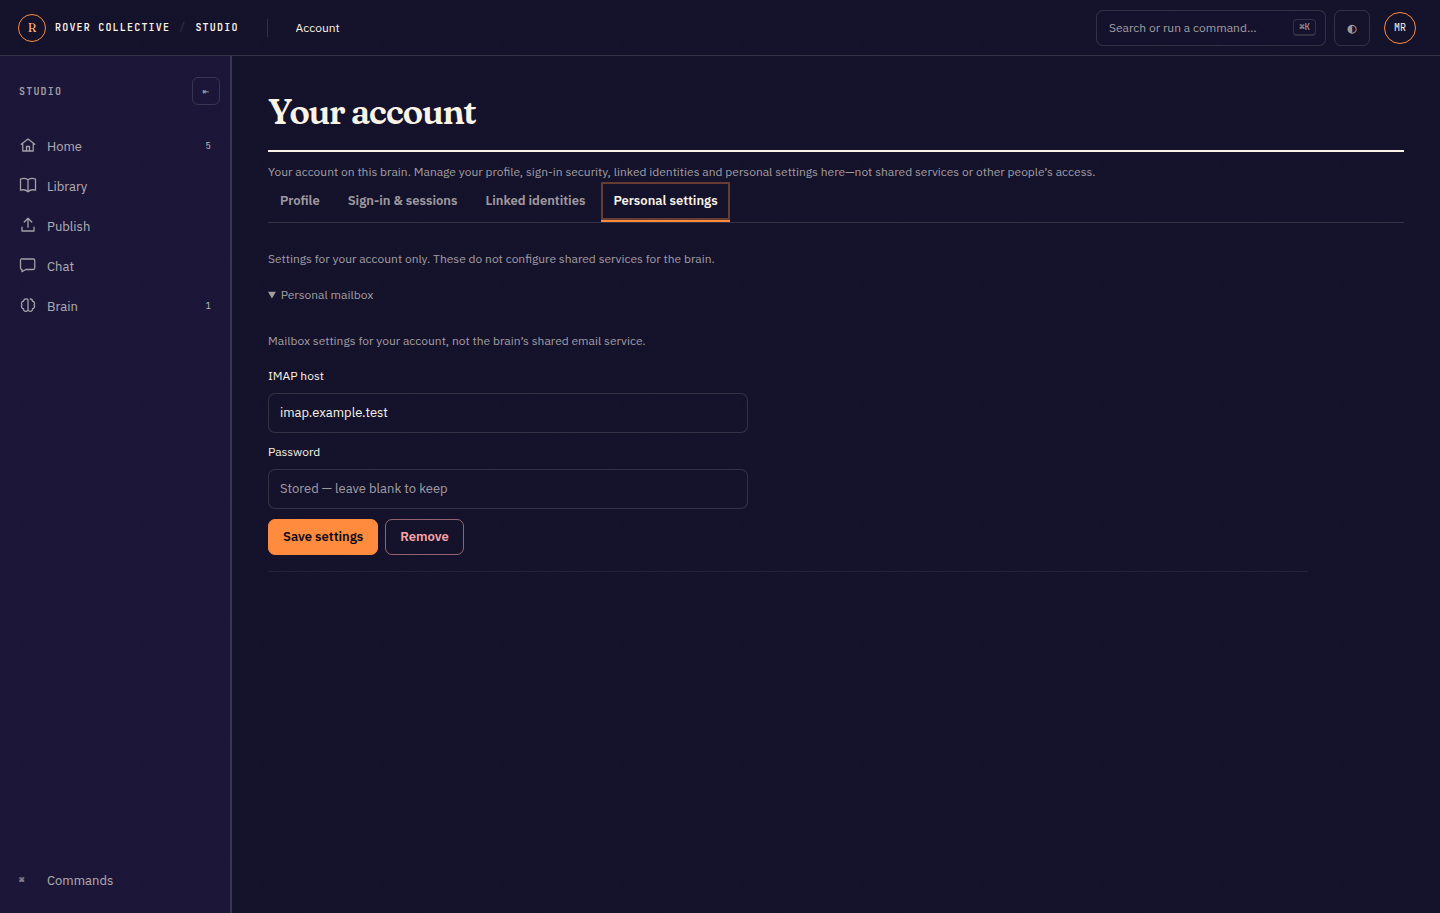 R ROVER COLLECTIVE / STUDIO
Account
Search or run a command...
⌘K
MR
STUDIO
Home 5
Library
Publish
Chat
Brain 1
⌘ Commands
Your account
Your account on this brain. Manage your profile, sign-in security, linked identities and personal settings here—not shared services or other people's access.
Profile Sign-in & sessions Linked identities Personal settings
Settings for your account only. These do not configure shared services for the brain.
▼ Personal mailbox
Mailbox settings for your account, not the brain's shared email service.
IMAP host
imap.example.test
Password
Stored — leave blank to keep
Save settings Remove